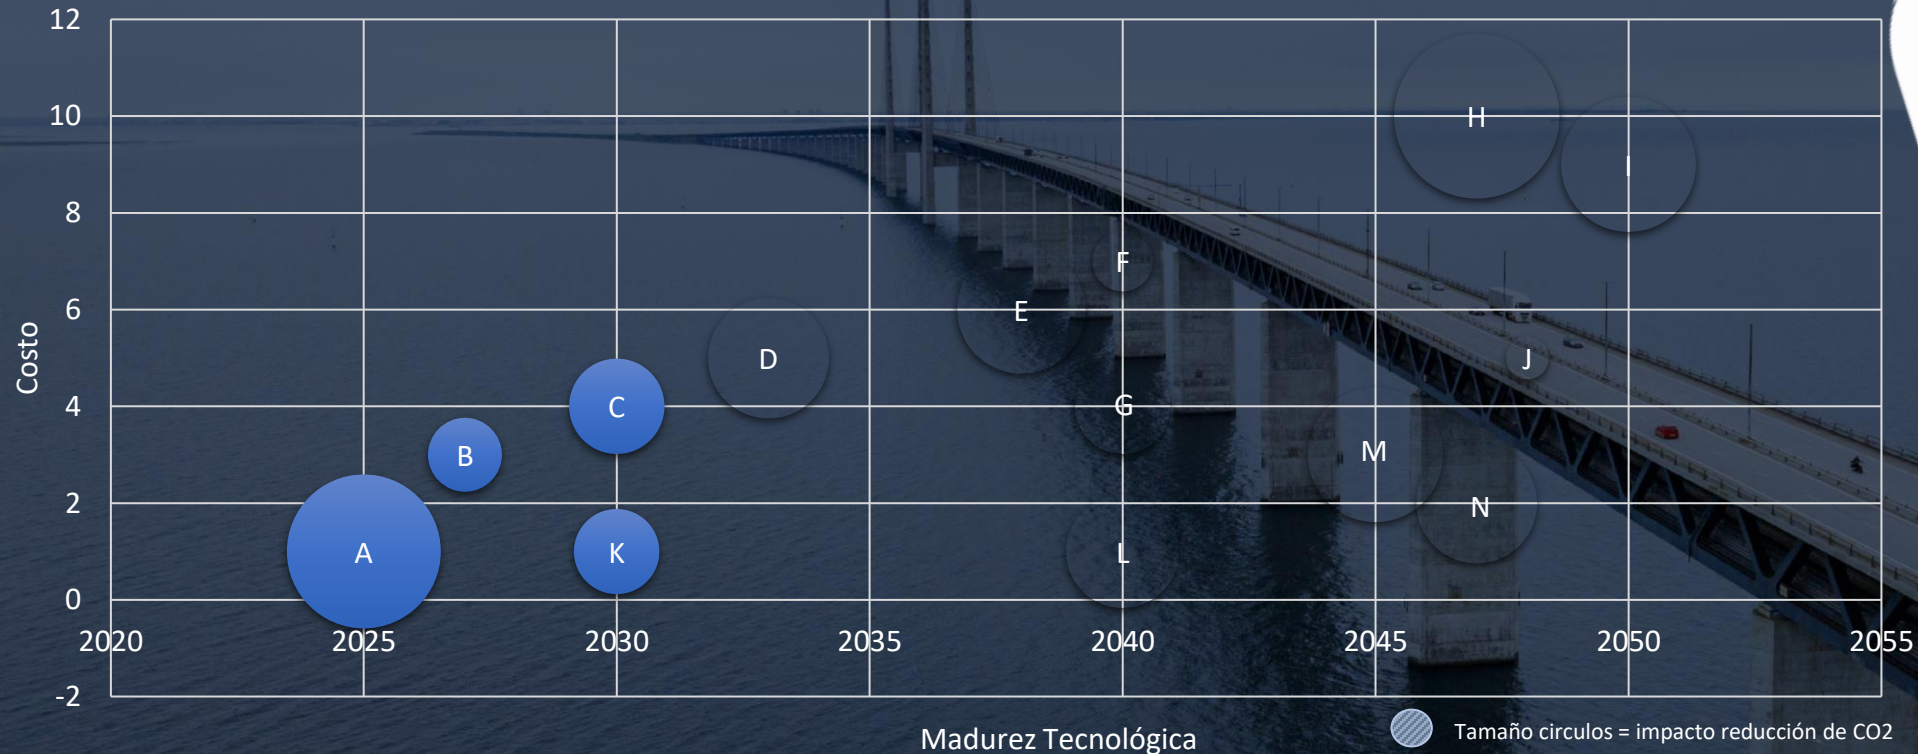 12
10
8
6
4
2
0
-2
Costo
H
I
F
E
D
J
C
G
B
M
N
A
K
L
2020 2025 2030 2035 2040 2045 2050 2055
Madurez Tecnológica
Tamaño circulos = impacto reducción de CO2